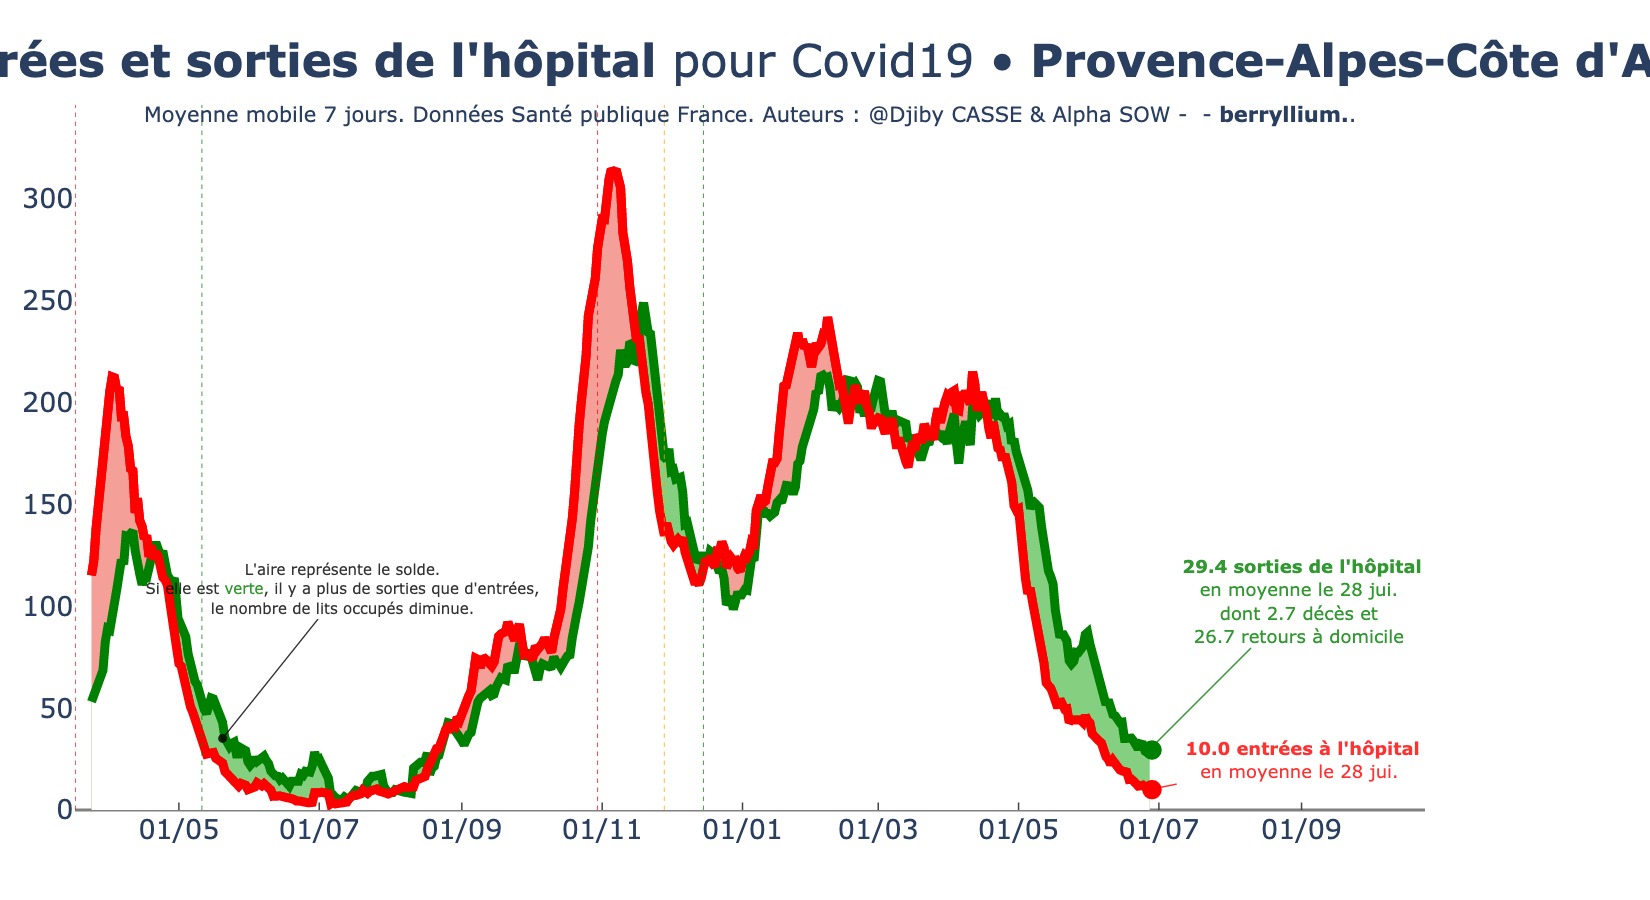 rées et sorties de l'hôpital pour Covid19 • Provence-Alpes-Côte d'A
Moyenne mobile 7 jours. Données Santé publique France. Auteurs : @Djiby CASSE & Alpha SOW -  - berryllium..
300
250
200
150
100
50
0
L'aire représente le solde.
Si elle est verte, il y a plus de sorties que d'entrées,
le nombre de lits occupés diminue.
29.4 sorties de l'hôpital
en moyenne le 28 jui.
dont 2.7 décès et
26.7 retours à domicile
10.0 entrées à l'hôpital
en moyenne le 28 jui.
01/05 01/07 01/09 01/11 01/01 01/03 01/05 01/07 01/09